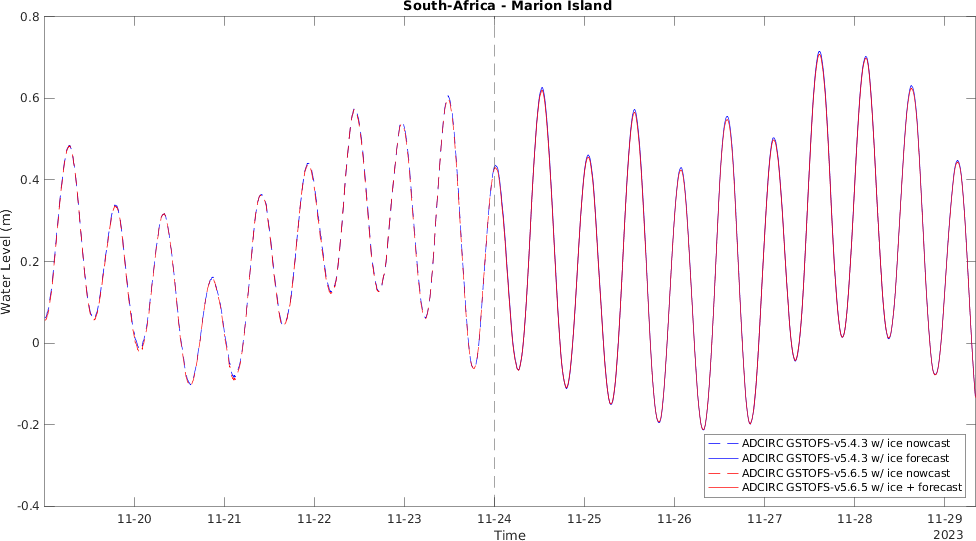 South-Africa - Marion Island
0.8
0.6
0.4
0.2
0
-0.2
-0.4
Water Level (m)
11-20
11-21
11-22
11-23
11-24
11-25
11-26
11-27
11-28
11-29
Time
2023
ADCIRC GSTOFS-v5.4.3 w/ ice nowcast
ADCIRC GSTOFS-v5.4.3 w/ ice forecast
ADCIRC GSTOFS-v5.6.5 w/ ice nowcast
ADCIRC GSTOFS-v5.6.5 w/ ice + forecast